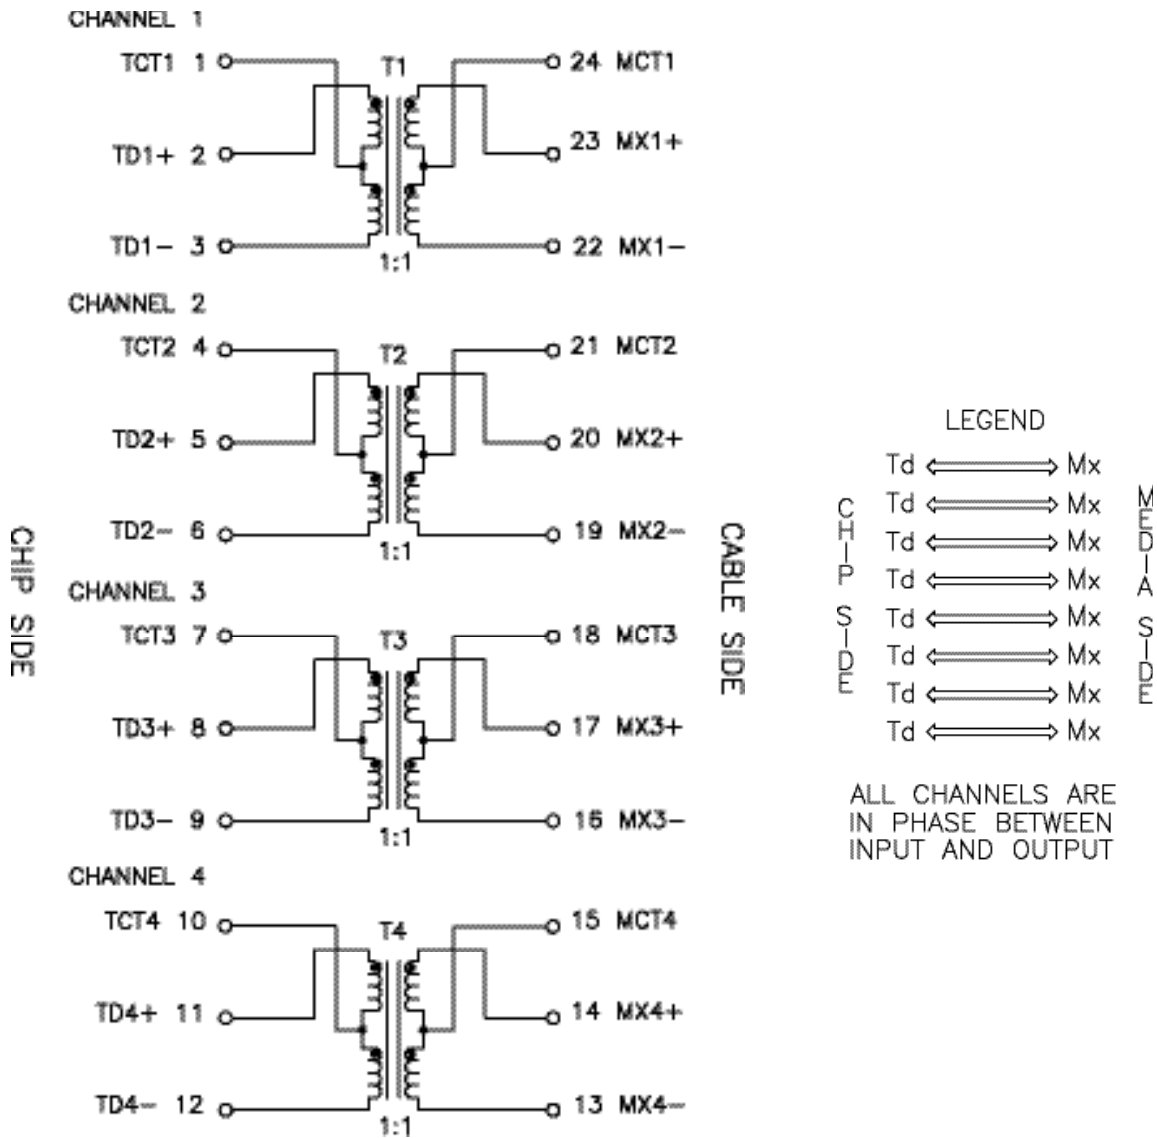 CHANNEL 1
TCT1 1
T1
24 MCT1
TD1+ 2
23 MX1+
TD1- 3
22 MX1-
1:1
CHANNEL 2
TCT2 4
T2
21 MCT2
TD2+ 5
20 MX2+
TD2- 6
19 MX2-
1:1
CHANNEL 3
TCT3 7
T3
18 MCT3
TD3+ 8
17 MX3+
TD3- 9
16 MX3-
1:1
CHANNEL 4
TCT4 10
T4
15 MCT4
TD4+ 11
14 MX4+
TD4- 12
13 MX4-
1:1
CHIP SIDE
CABLE SIDE
LEGEND
Td Mx
Td Mx
Td Mx
Td Mx
Td Mx
Td Mx
Td Mx
Td Mx
CHIP SIDE
MEDIA SIDE
ALL CHANNELS ARE
IN PHASE BETWEEN
INPUT AND OUTPUT